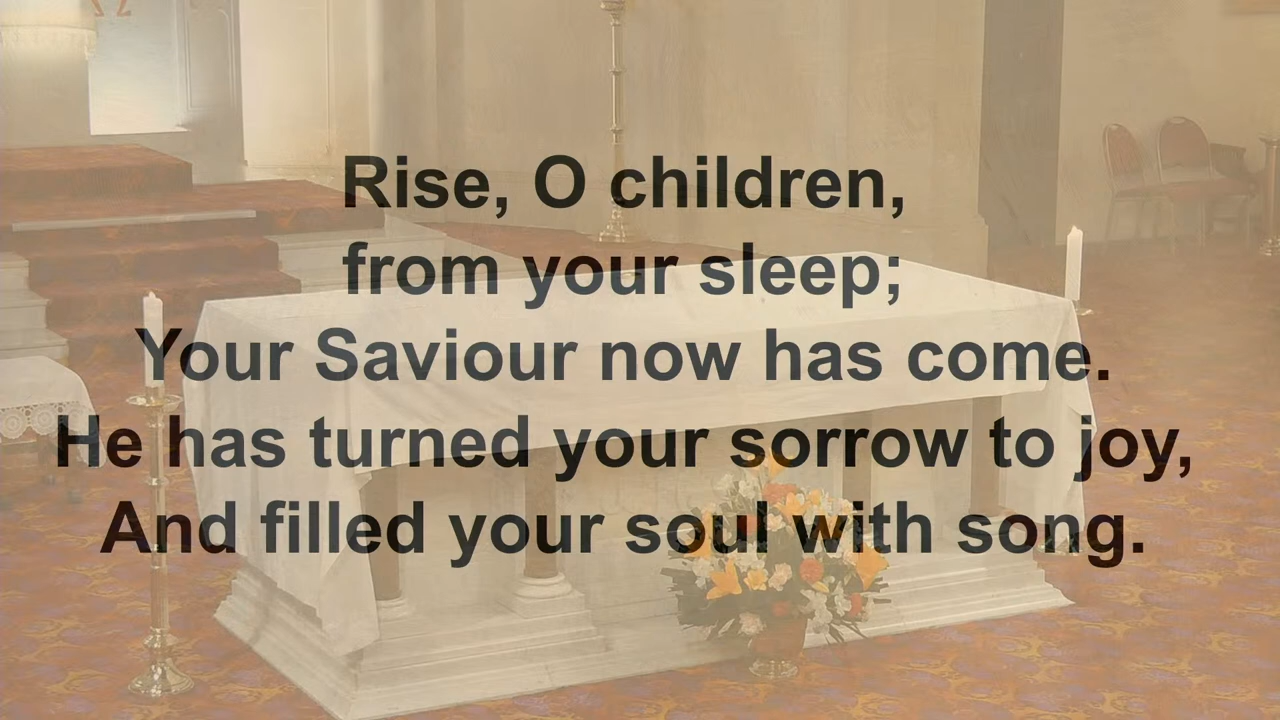 Rise, O children,
from your sleep;
Your Saviour now has come.
He has turned your sorrow to joy,
And filled your soul with song.